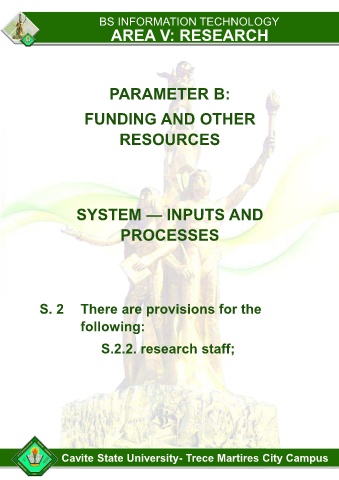 BS INFORMATION TECHNOLOGY
AREA V: RESEARCH
PARAMETER B:
FUNDING AND OTHER
RESOURCES
SYSTEM — INPUTS AND
PROCESSES
S. 2 There are provisions for the
following:
S.2.2. research staff;
Cavite State University- Trece Martires City Campus